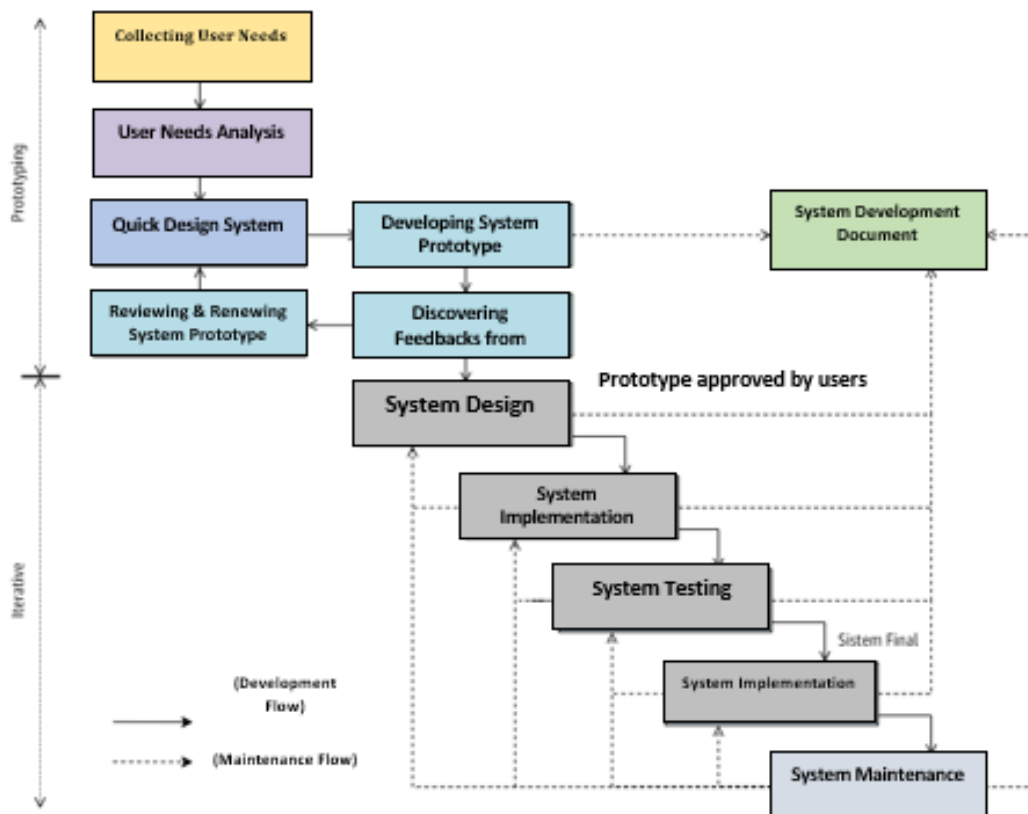 Collecting User Needs
User Needs Analysis
Prototyping
Quick Design System
Developing System
Prototype
System Development
Document
Reviewing & Renewing
System Prototype
Discovering
Feedbacks from
Prototype approved by users
System Design
System
Implementation
Iterative
System Testing
Sistem Final
System Implementation
(Development
Flow)
(Maintenance Flow)
System Maintenance